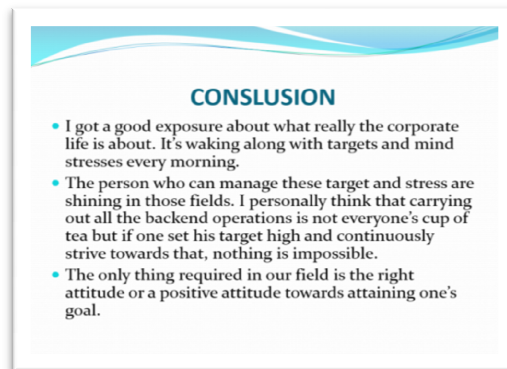 CONSLUSION
I got a good exposure about what really the corporate
life is about. It's waking along with targets and mind
stresses every morning.
The person who can manage these target and stress are
shining in those fields. I personally think that carrying
out all the backend operations is not everyone's cup of
tea but if one set his target high and continuously
strive towards that, nothing is impossible.
The only thing required in our field is the right
attitude or a positive attitude towards attaining one's
goal.